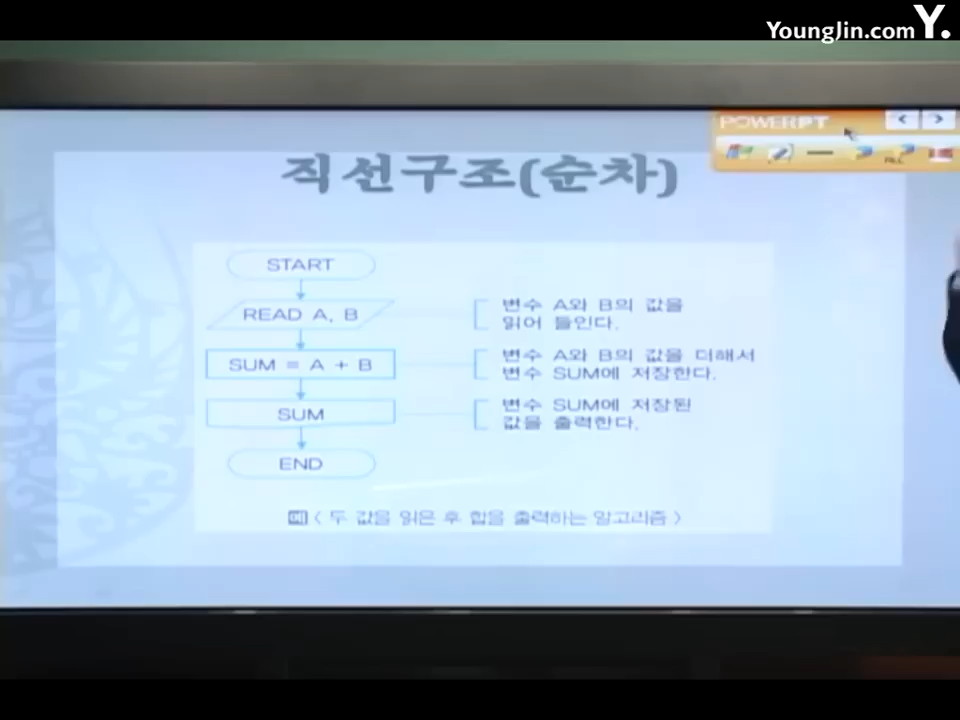 YoungJin.com Y.
POWERPT
직선구조(순차)
START
READ A, B
변수 A와 B의 값을
읽어 들인다.
SUM = A + B
변수 A와 B의 값을 더해서
변수 SUM에 저장한다.
SUM
변수 SUM에 저장된
값을 출력한다.
END
예 < 두 값을 읽은 후 합을 출력하는 알고리즘 >